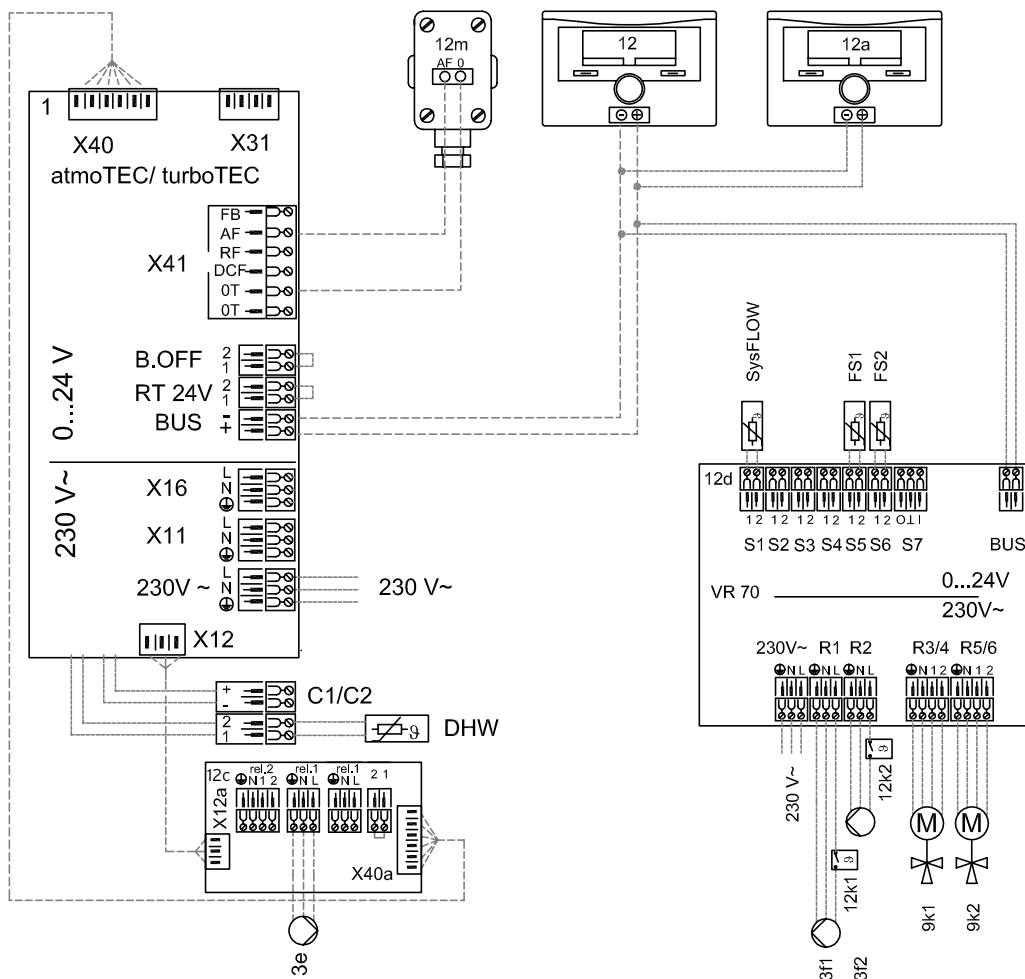 12m
AF 0
12
12a
1
X40
X31
atmoTEC/ turboTEC
X41
FB
AF
RF
DCF
0T
0T
0...24 V
B.OFF
2
1
RT 24V
2
1
BUS
-
+
230 V~
X16
L
N
X11
L
N
230V ~
L
N
230 V~
X12
+
-
C1/C2
2
1
DHW
12c
rel.2
N 1 2
rel.1
N L
rel.1
N L
2 1
X12a
X40a
3e
SysFLOW
FS1
FS2
12d
1 2
1 2
1 2
1 2
1 2
1 2
O T I
S1 S2 S3 S4 S5 S6 S7
BUS
VR 70
0...24V
230V~
230V~ R1 R2 R3/4 R5/6
N L
N L
N L
N 1 2
N 1 2
230 V~
12k2
12k1
M
M
9k1
9k2
3f1
3f2